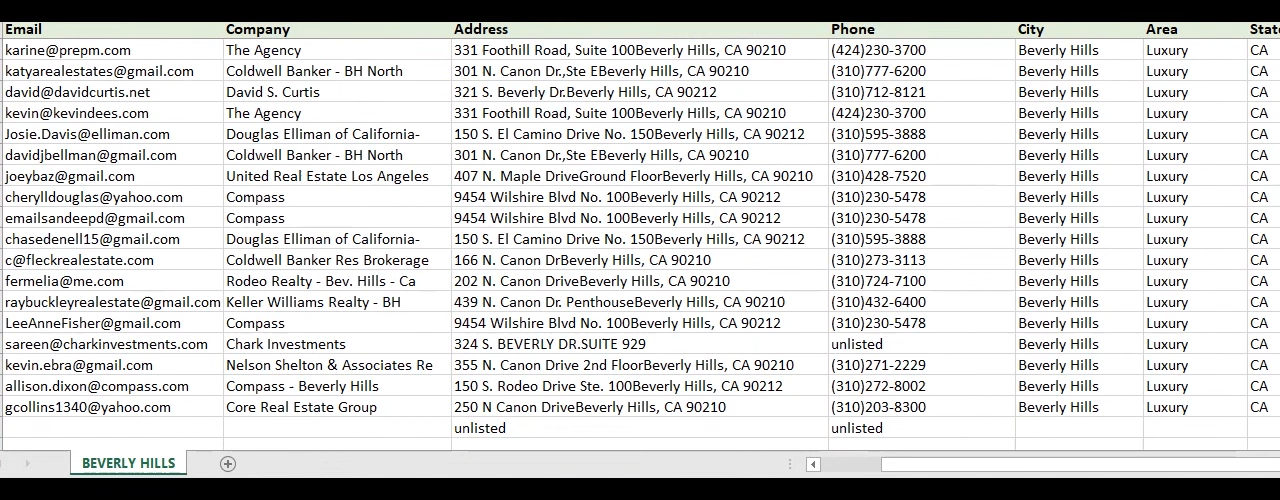 Email Company Address Phone City Area State
karine@prepm.com The Agency 331 Foothill Road, Suite 100Beverly Hills, CA 90210 (424)230-3700 Beverly Hills Luxury CA
katyarealestates@gmail.com Coldwell Banker - BH North 301 N. Canon Dr.,Ste EBeverly Hills, CA 90210 (310)777-6200 Beverly Hills Luxury CA
david@davidcurtis.net David S. Curtis 321 S. Beverly Dr.Beverly Hills, CA 90212 (310)712-8121 Beverly Hills Luxury CA
kevin@kevindees.com The Agency 331 Foothill Road, Suite 100Beverly Hills, CA 90210 (424)230-3700 Beverly Hills Luxury CA
Josie.Davis@elliman.com Douglas Elliman of California- 150 S. El Camino Drive No. 150Beverly Hills, CA 90212 (310)595-3888 Beverly Hills Luxury CA
davidjbellman@gmail.com Coldwell Banker - BH North 301 N. Canon Dr.,Ste EBeverly Hills, CA 90210 (310)777-6200 Beverly Hills Luxury CA
joeybaz@gmail.com United Real Estate Los Angeles 407 N. Maple DriveGround FloorBeverly Hills, CA 90210 (310)428-7520 Beverly Hills Luxury CA
cherylldouglas@yahoo.com Compass 9454 Wilshire Blvd No. 100Beverly Hills, CA 90212 (310)230-5478 Beverly Hills Luxury CA
emailsandeepd@gmail.com Compass 9454 Wilshire Blvd No. 100Beverly Hills, CA 90212 (310)230-5478 Beverly Hills Luxury CA
chasedenell15@gmail.com Douglas Elliman of California- 150 S. El Camino Drive No. 150Beverly Hills, CA 90212 (310)595-3888 Beverly Hills Luxury CA
c@fleckrealestate.com Coldwell Banker Res Brokerage 166 N. Canon DrBeverly Hills, CA 90210 (310)273-3113 Beverly Hills Luxury CA
fermelia@me.com Rodeo Realty - Bev. Hills - Ca 202 N. Canon DriveBeverly Hills, CA 90210 (310)724-7100 Beverly Hills Luxury CA
raybuckleyrealestate@gmail.com Keller Williams Realty - BH 439 N. Canon Dr. PenthouseBeverly Hills, CA 90210 (310)432-6400 Beverly Hills Luxury CA
LeeAnneFisher@gmail.com Compass 9454 Wilshire Blvd No. 100Beverly Hills, CA 90212 (310)230-5478 Beverly Hills Luxury CA
sareen@charkinvestments.com Chark Investments 324 S. BEVERLY DR.SUITE 929 unlisted Beverly Hills Luxury CA
kevin.ebra@gmail.com Nelson Shelton & Associates Re 355 N. Canon Drive 2nd FloorBeverly Hills, CA 90210 (310)271-2229 Beverly Hills Luxury CA
allison.dixon@compass.com Compass - Beverly Hills 150 S. Rodeo Drive Ste. 100Beverly Hills, CA 90212 (310)272-8002 Beverly Hills Luxury CA
gcollins1340@yahoo.com Core Real Estate Group 250 N Canon DriveBeverly Hills, CA 90210 (310)203-8300 Beverly Hills Luxury CA
unlisted unlisted
BEVERLY HILLS